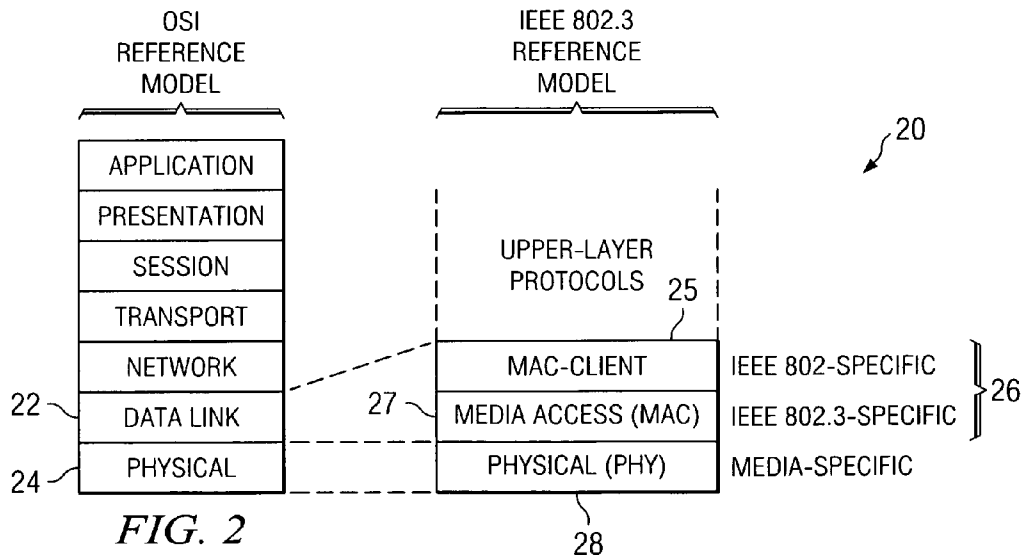 OSI
REFERENCE
MODEL
IEEE 802.3
REFERENCE
MODEL
20
APPLICATION
PRESENTATION
SESSION
TRANSPORT
NETWORK
22
DATA LINK
24
PHYSICAL
UPPER-LAYER
PROTOCOLS
25
MAC-CLIENT
IEEE 802-SPECIFIC
26
27
MEDIA ACCESS (MAC)
IEEE 802.3-SPECIFIC
PHYSICAL (PHY)
MEDIA-SPECIFIC
28
FIG. 2